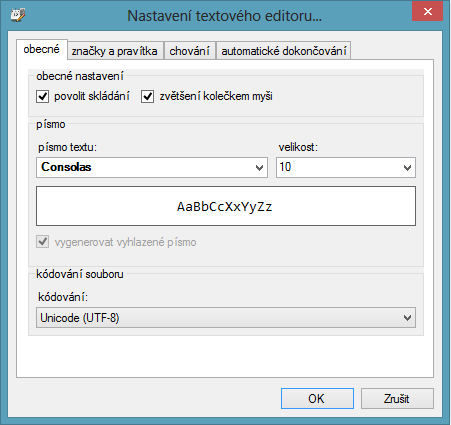 Nastavení textového editoru...
obecné značky a pravítka chování automatické dokončování
obecné nastavení
povolit skládání zvětšení kolečkem myši
písmo
písmo textu: velikost:
Consolas 10
AaBbCcXxYyZz
vygenerovat vyhlazené písmo
kódování souboru
kódování:
Unicode (UTF-8)
OK Zrušit